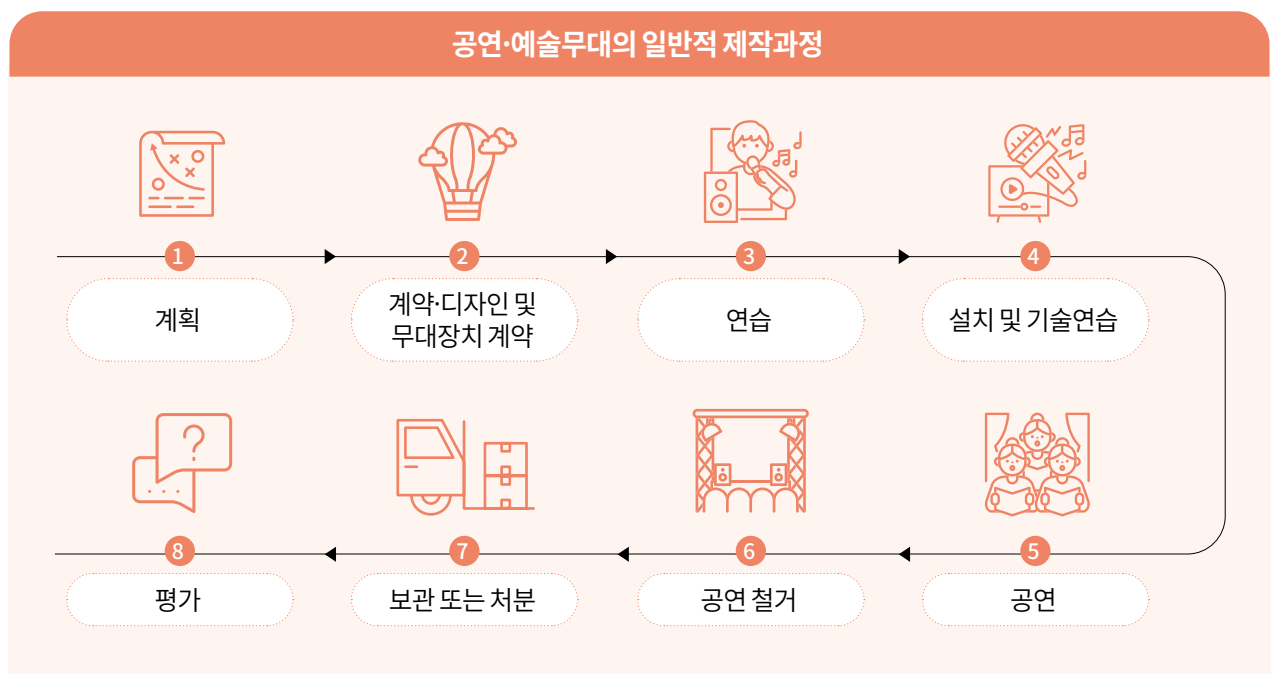 공연·예술무대의 일반적 제작과정
1
계획
2
계약·디자인 및
무대장치 계약
3
연습
4
설치 및 기술연습
5
공연
6
공연 철거
7
보관 또는 처분
8
평가
?